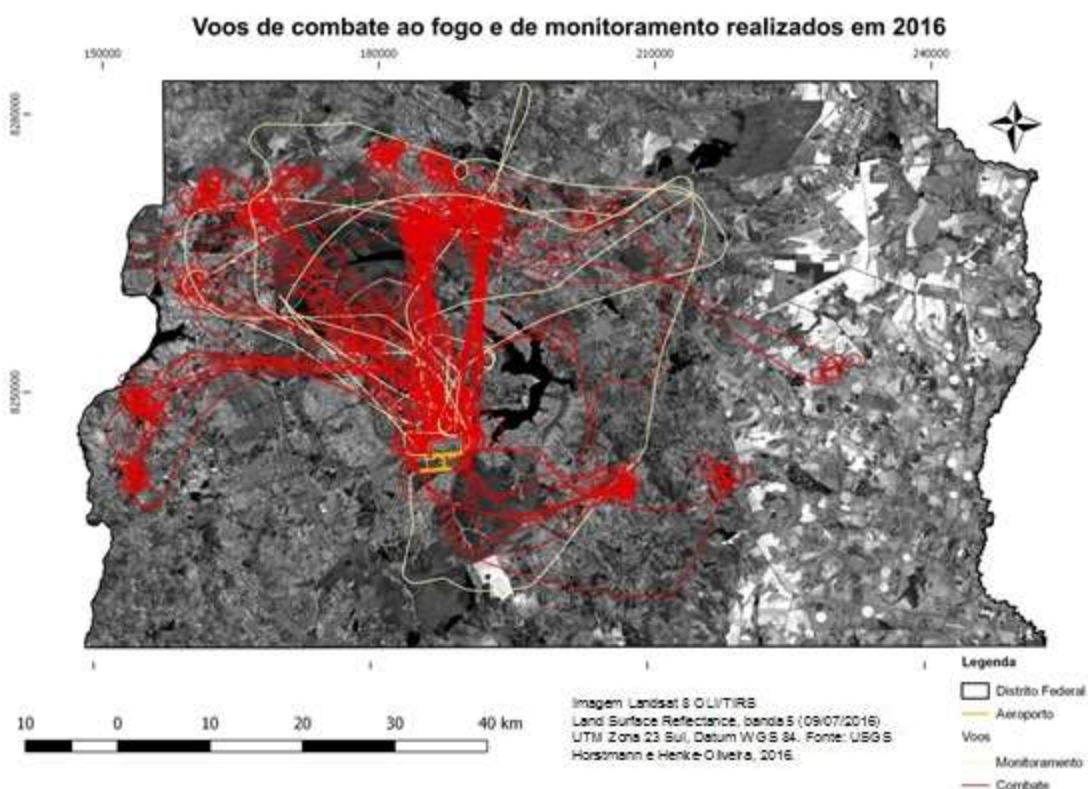 Voos de combate ao fogo e de monitoramento realizados em 2016
150000 180000 210000 240000
8280000
8250000
Legenda
Distrito Federal
Aeroporto
Voos
Monitoramento
Combate
10 0 10 20 30 40 km
Imagem Landsat 8 OLI/TIRS
Land Surface Reflectance, banda 5 (09/07/2016)
UTM Zona 23 Sul, Datum WGS 84. Fonte: USGS.
Horstmann e Henke-Oliveira, 2016.